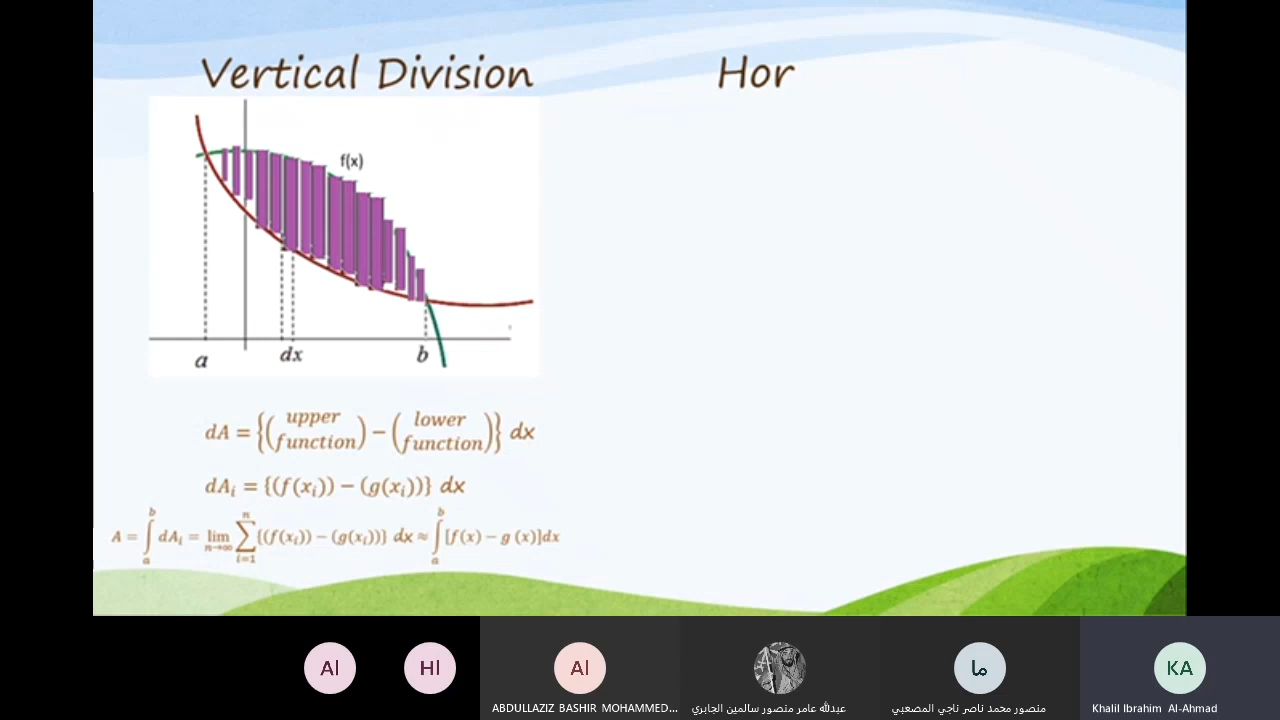 Vertical Division
Hor
f(x)
a
dx
b
dA = {(upper function) − (lower function)} dx
dAᵢ = {(f(xᵢ)) − (g(xᵢ))} dx
A = ∫ₐᵇ dAᵢ = lim n→∞ ∑ᵢ₌₁ⁿ {(f(xᵢ)) − (g(xᵢ))} dx ≈ ∫ₐᵇ [f(x) − g (x)]dx
Al
Hl
Al
ما
KA
ABDULLAZIZ BASHIR MOHAMMED...
عبدالله عامر منصور سالمين الجابري
منصور محمد ناصر ناجي المصعبي
Khalil Ibrahim Al-Ahmad